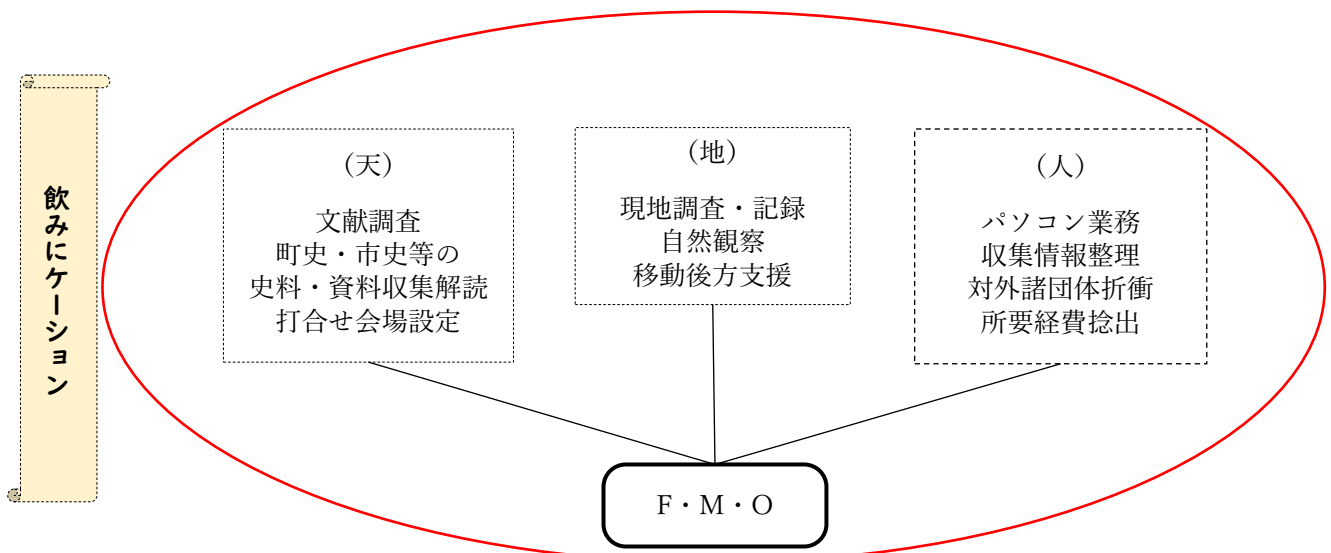 飲みにケーション
(天)
文献調査
町史・市史等の
史料・資料収集解読
打合せ会場設定
(地)
現地調査・記録
自然観察
移動後方支援
(人)
パソコン業務
収集情報整理
対外諸団体折衝
所要経費捻出
F・M・O